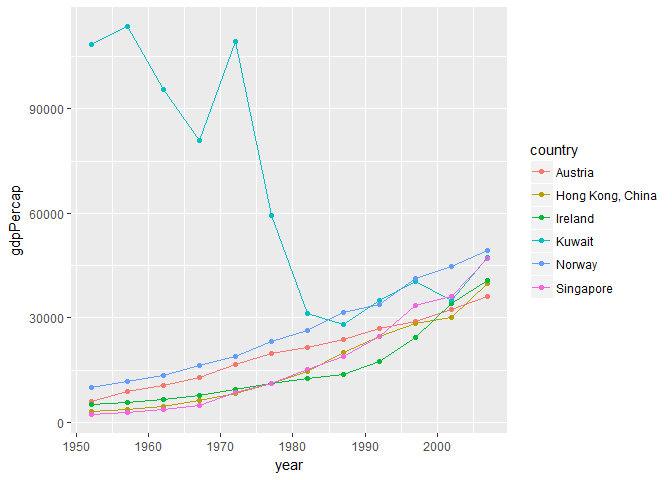 90000
60000
30000
0
gdpPercap
1950 1960 1970 1980 1990 2000
year
country
Austria
Hong Kong, China
Ireland
Kuwait
Norway
Singapore